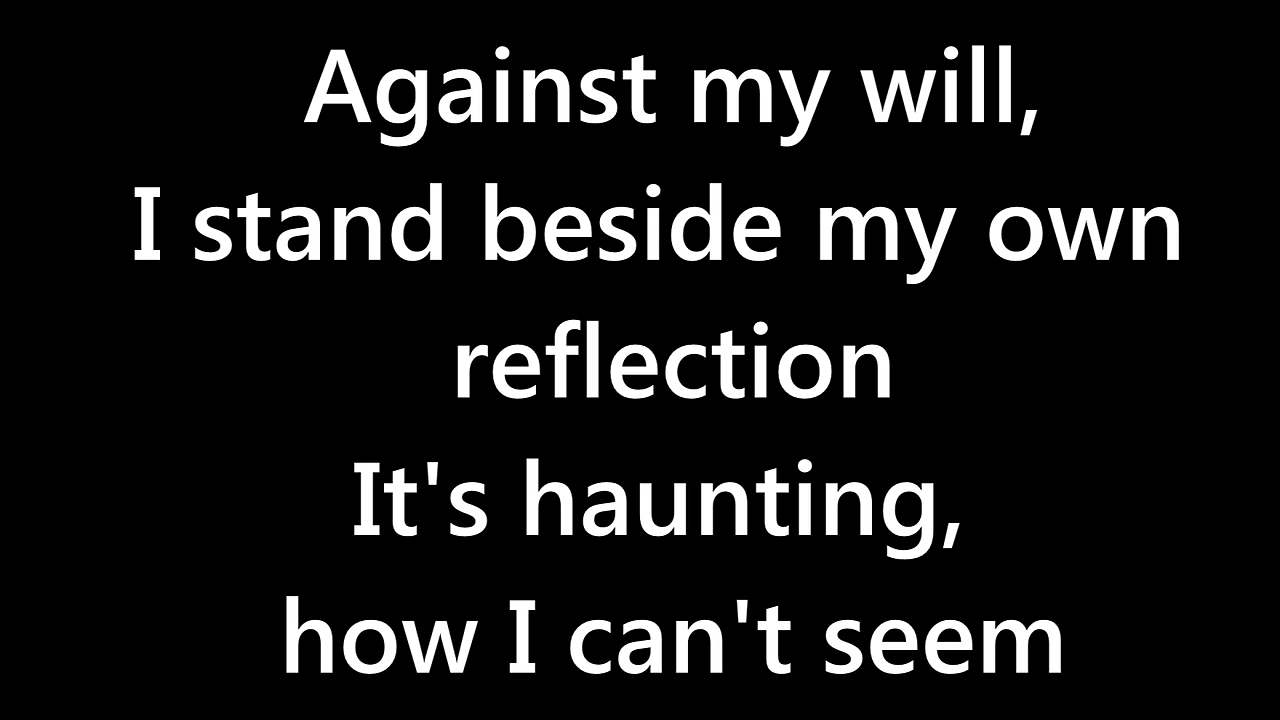 Against my will,
I stand beside my own
reflection
It's haunting,
how I can't seem